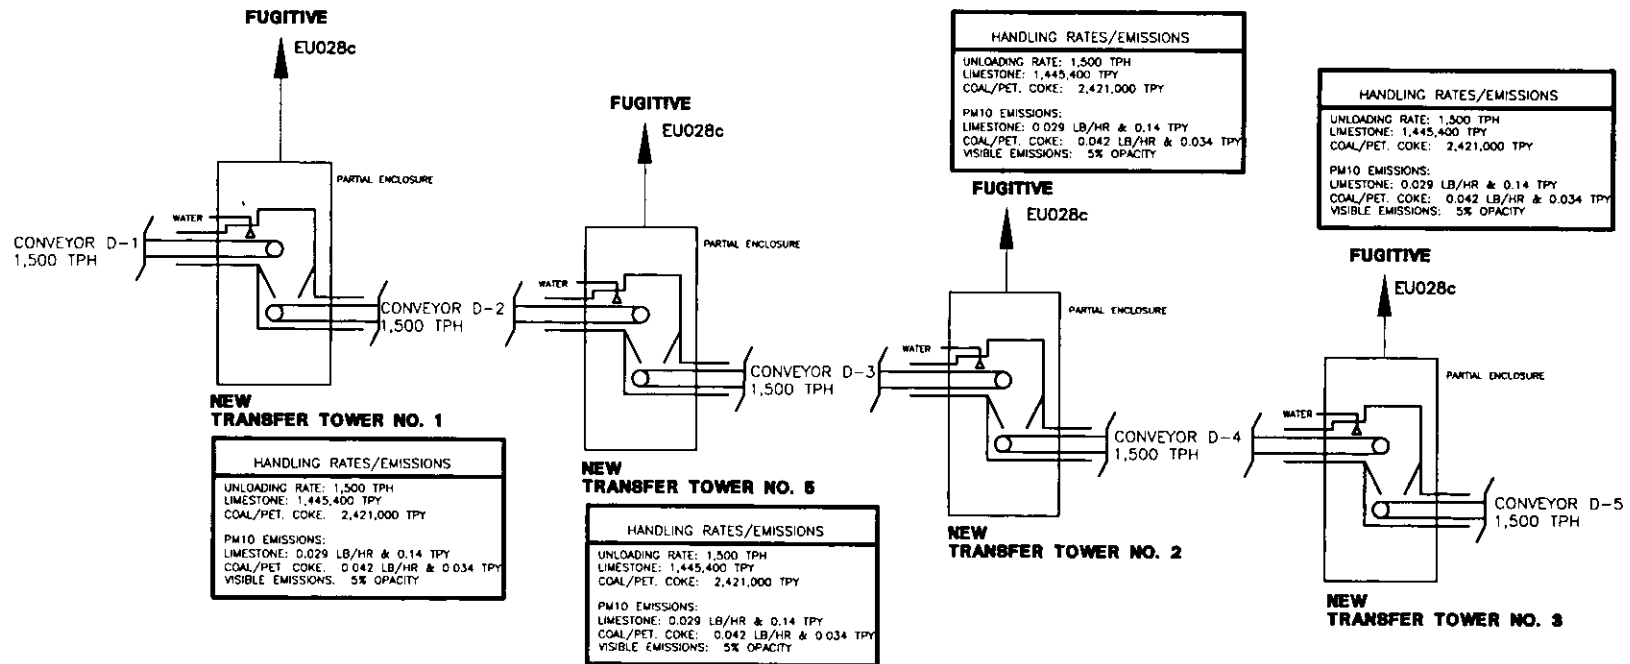 FUGITIVE
EU028c
PARTIAL ENCLOSURE
WATER
CONVEYOR D-1
1,500 TPH
CONVEYOR D-2
1,500 TPH
NEW
TRANSFER TOWER NO. 1
HANDLING RATES/EMISSIONS
UNLOADING RATE: 1,500 TPH
LIMESTONE: 1,445,400 TPY
COAL/PET. COKE: 2,421,000 TPY
PM10 EMISSIONS:
LIMESTONE: 0.029 LB/HR & 0.14 TPY
COAL/PET COKE. 0 042 LB/HR & 0 034 TPY
VISIBLE EMISSIONS. 5% OPACITY
FUGITIVE
EU028c
PARTIAL ENCLOSURE
WATER
CONVEYOR D-3
1,500 TPH
NEW
TRANSFER TOWER NO. 5
HANDLING RATES/EMISSIONS
UNLOADING RATE: 1,500 TPH
LIMESTONE: 1,445,400 TPY
COAL/PET. COKE: 2,421,000 TPY
PM10 EMISSIONS:
LIMESTONE: 0.029 LB/HR & 0.14 TPY
COAL/PET. COKE: 0.042 LB/HR & 0 034 TPY
VISIBLE EMISSIONS: 5% OPACITY
HANDLING RATES/EMISSIONS
UNLOADING RATE: 1,500 TPH
LIMESTONE: 1,445,400 TPY
COAL/PET. COKE: 2,421,000 TPY
PM10 EMISSIONS:
LIMESTONE: 0 029 LB/HR & 0.14 TPY
COAL/PET. COKE: 0.042 LB/HR & 0.034 TPY
VISIBLE EMISSIONS: 5% OPACITY
FUGITIVE
EU028c
PARTIAL ENCLOSURE
WATER
CONVEYOR D-4
1,500 TPH
NEW
TRANSFER TOWER NO. 2
HANDLING RATES/EMISSIONS
UNLOADING RATE: 1,500 TPH
LIMESTONE: 1,445,400 TPY
COAL/PET. COKE: 2,421,000 TPY
PM10 EMISSIONS:
LIMESTONE: 0.029 LB/HR & 0.14 TPY
COAL/PET. COKE: 0.042 LB/HR & 0 034 TPY
VISIBLE EMISSIONS: 5% OPACITY
FUGITIVE
EU028c
PARTIAL ENCLOSURE
WATER
CONVEYOR D-5
1,500 TPH
NEW
TRANSFER TOWER NO. 3